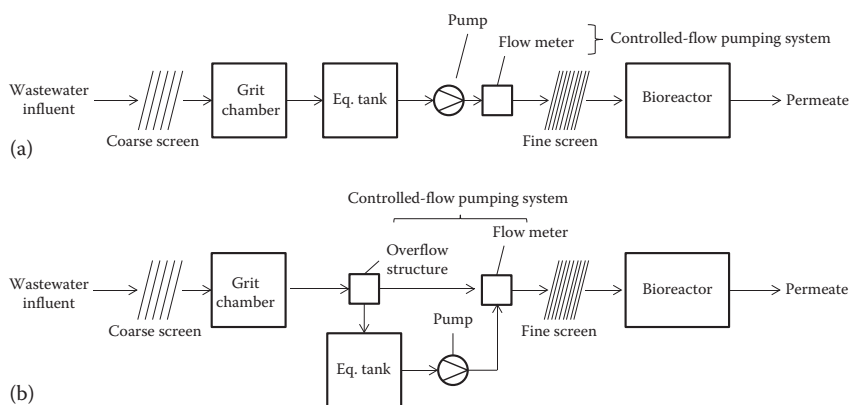 Pump
Flow meter
Controlled-flow pumping system
Wastewater
influent
Coarse screen
Grit
chamber
Eq. tank
Fine screen
Bioreactor
Permeate
(a)
Controlled-flow pumping system
Flow meter
Overflow
structure
Wastewater
influent
Coarse screen
Grit
chamber
Pump
Eq. tank
Fine screen
Bioreactor
Permeate
(b)